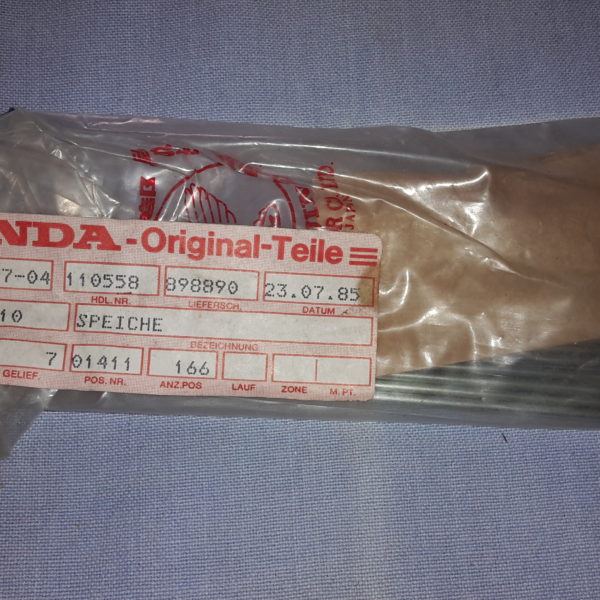 NDA-Original-Teile
7-04 110558 898890 23.07.85
HDL.NR. LIEFERSCH. DATUM
10 SPEICHE
BEZEICHNUNG
7 01411 166
GELIEF. POS.NR. ANZ.POS LAUF ZONE M.PT.